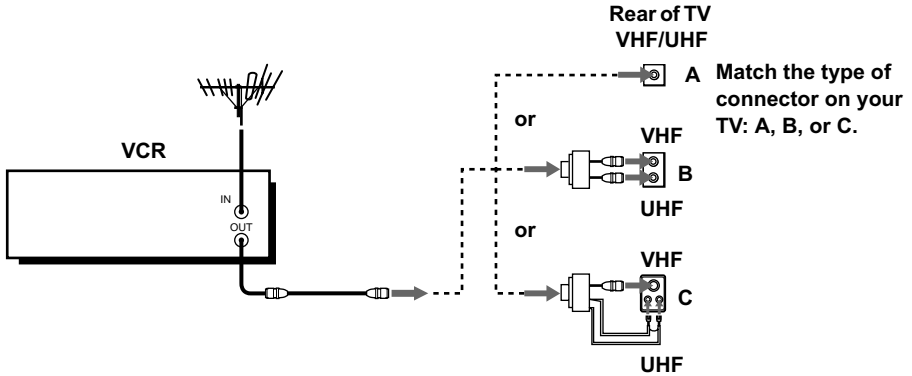 Rear of TV
VHF/UHF
A
Match the type of
connector on your
TV: A, B, or C.
or
VCR
VHF
IN
B
OUT
UHF
or
VHF
C
UHF